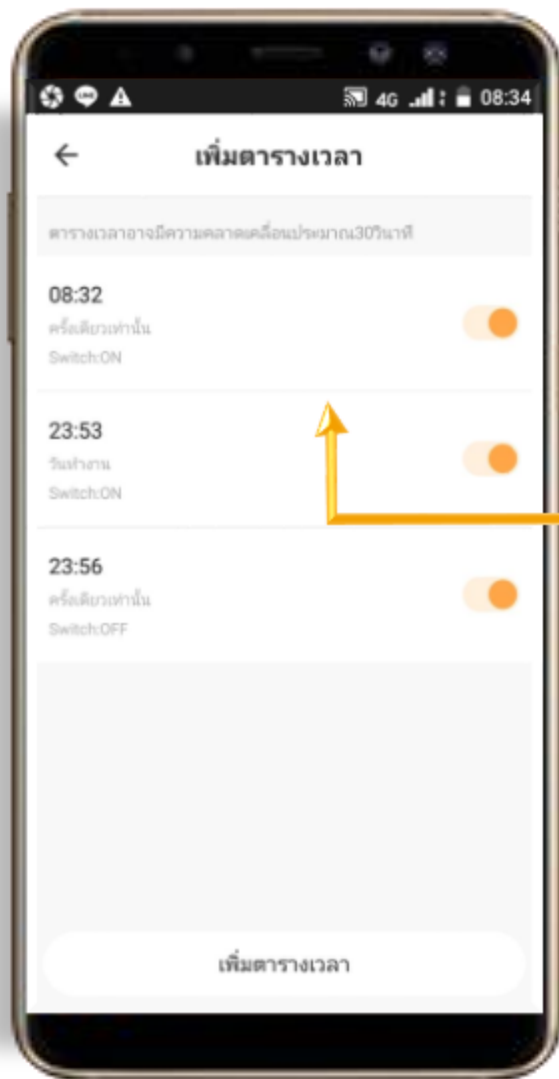 4G 08:34
เพิ่มตารางเวลา
ตารางเวลาอาจมีความคลาดเคลื่อนประมาณ30วินาที
08:32
ครั้งเดียวเท่านั้น
Switch:ON
23:53
วันทำงาน
Switch:ON
23:56
ครั้งเดียวเท่านั้น
Switch:OFF
เพิ่มตารางเวลา